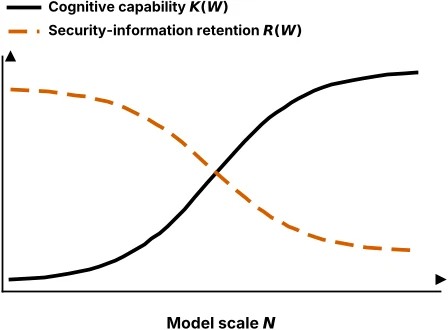 Cognitive capability K(W)
Security-information retention R(W)
Model scale N